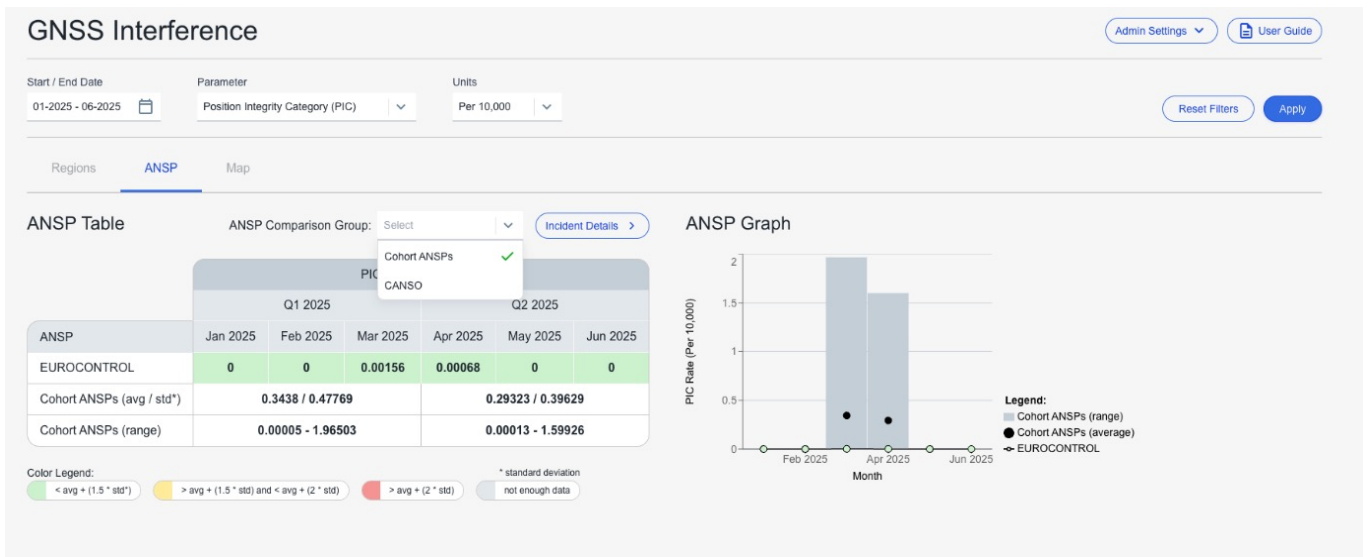 GNSS Interference
Admin Settings
User Guide
Start / End Date
Parameter
Units
01-2025 - 06-2025
Position Integrity Category (PIC)
Per 10,000
Reset Filters
Apply
Regions
ANSP
Map
ANSP Table
ANSP Comparison Group:
Select
Incident Details >
Cohort ANSPs
CANSO
PIC
Q1 2025
Q2 2025
ANSP
Jan 2025
Feb 2025
Mar 2025
Apr 2025
May 2025
Jun 2025
EUROCONTROL
0
0
0.00156
0.00068
0
0
Cohort ANSPs (avg / std*)
0.3438 / 0.47769
0.29323 / 0.39629
Cohort ANSPs (range)
0.00005 - 1.96503
0.00013 - 1.59926
Color Legend:
* standard deviation
< avg + (1.5 * std*)
> avg + (1.5 * std) and < avg + (2 * std)
> avg + (2 * std)
not enough data
ANSP Graph
PIC Rate (Per 10,000)
2
1.5
1
0.5
0
Feb 2025
Apr 2025
Jun 2025
Month
Legend:
Cohort ANSPs (range)
Cohort ANSPs (average)
EUROCONTROL